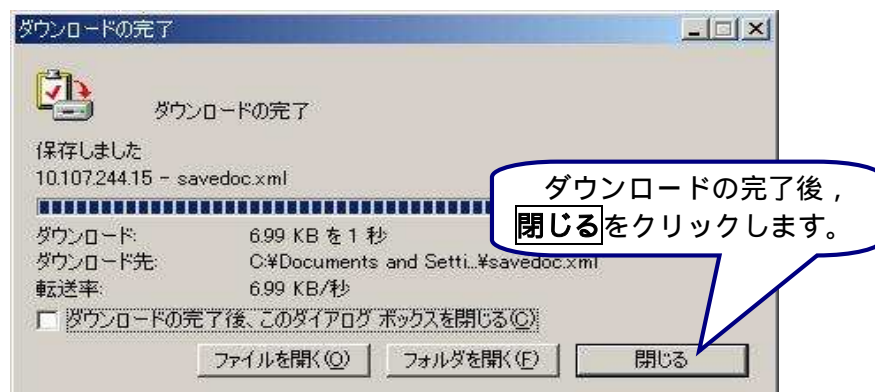 ダウンロードの完了
ダウンロードの完了
保存しました
10.107.244.15 - savedoc.xml
ダウンロードの完了後，
閉じるをクリックします。
ダウンロード: 6.99 KB を 1 秒
ダウンロード先: C:¥Documents and Setti...¥savedoc.xml
転送率: 6.99 KB/秒
ダウンロードの完了後、このダイアログ ボックスを閉じる(C)
ファイルを開く(O) フォルダを開く(F) 閉じる